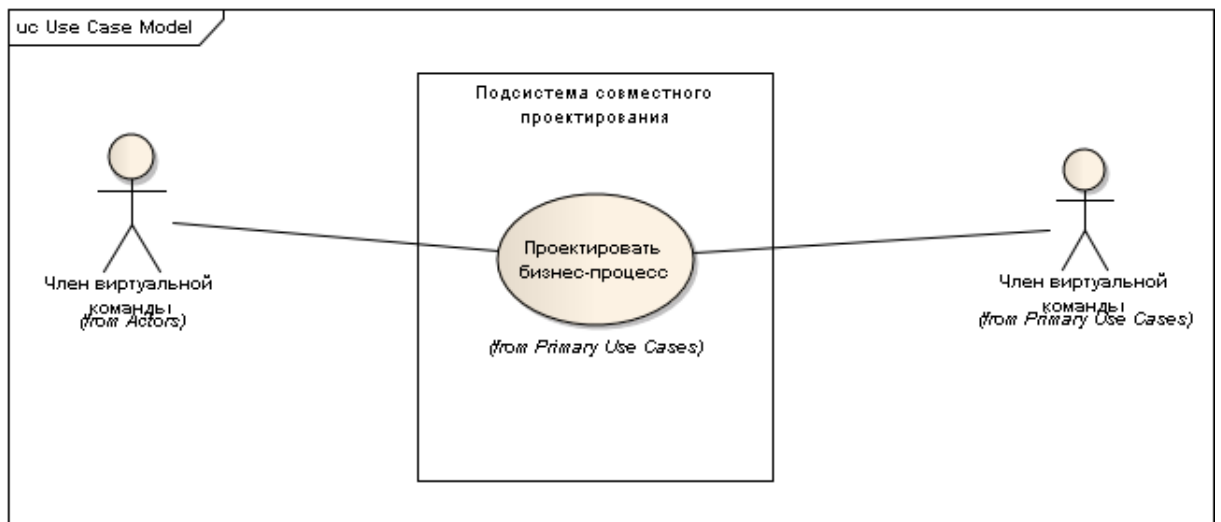 uc Use Case Model
Подсистема совместного
проектирования
Проектировать
бизнес-процесс
(from Primary Use Cases)
Член виртуальной
команды
(from Actors)
Член виртуальной
команды
(from Primary Use Cases)